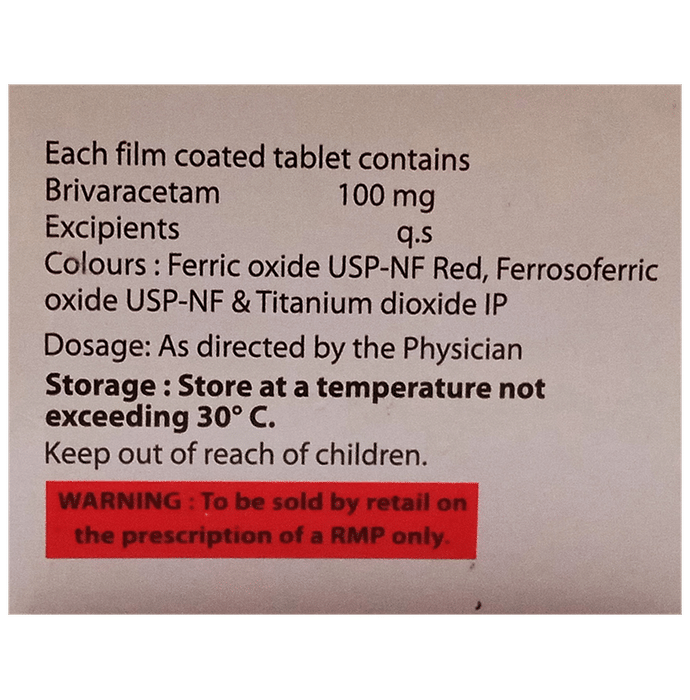 Each film coated tablet contains
Brivaracetam 100 mg
Excipients q.s
Colours : Ferric oxide USP-NF Red, Ferrosoferric
oxide USP-NF & Titanium dioxide IP
Dosage: As directed by the Physician
Storage : Store at a temperature not
exceeding 30° C.
Keep out of reach of children.
WARNING : To be sold by retail on
the prescription of a RMP only.